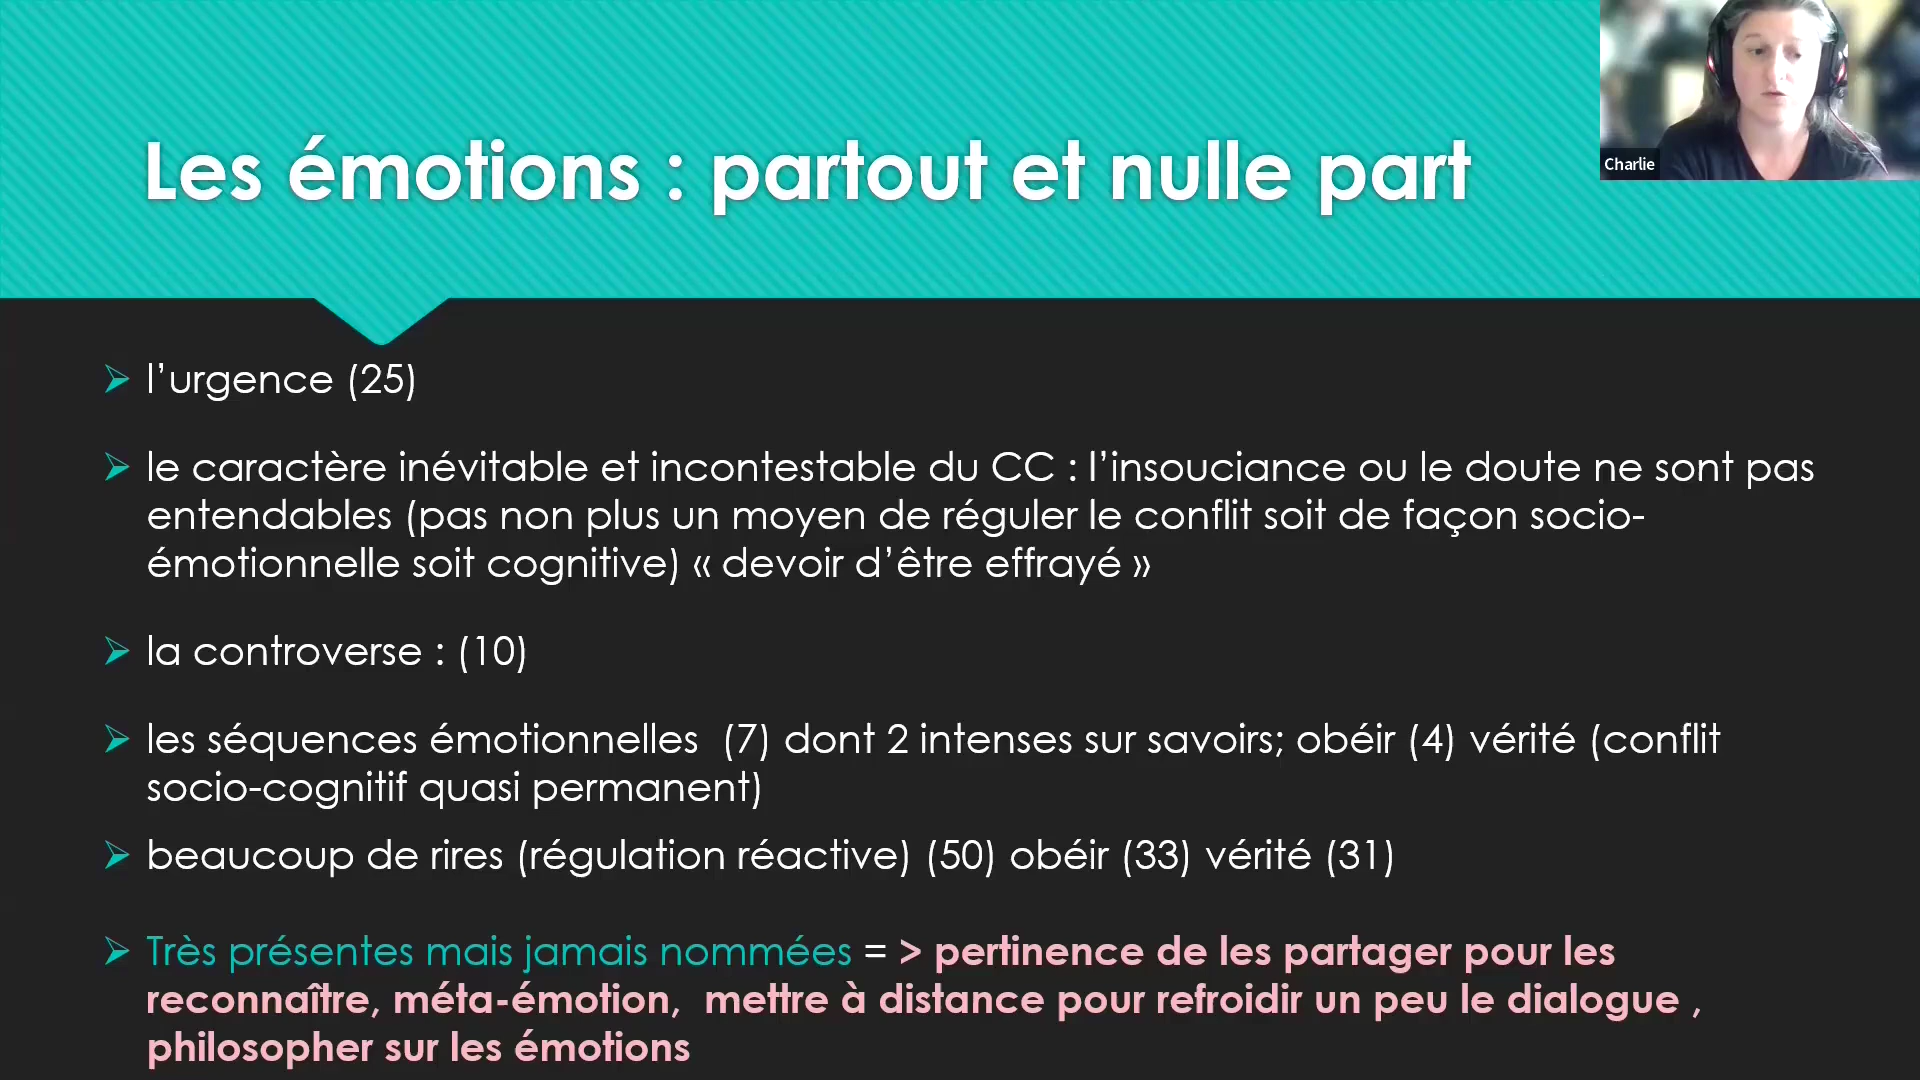 Les émotions : partout et nulle part
Charlie
l’urgence (25)
le caractère inévitable et incontestable du CC : l’insouciance ou le doute ne sont pas
entendables (pas non plus un moyen de réguler le conflit soit de façon socio-
émotionnelle soit cognitive) « devoir d’être effrayé »
la controverse : (10)
les séquences émotionnelles  (7) dont 2 intenses sur savoirs; obéir (4) vérité (conflit
socio-cognitif quasi permanent)
beaucoup de rires (régulation réactive) (50) obéir (33) vérité (31)
Très présentes mais jamais nommées = > pertinence de les partager pour les
reconnaître, méta-émotion,  mettre à distance pour refroidir un peu le dialogue ,
philosopher sur les émotions